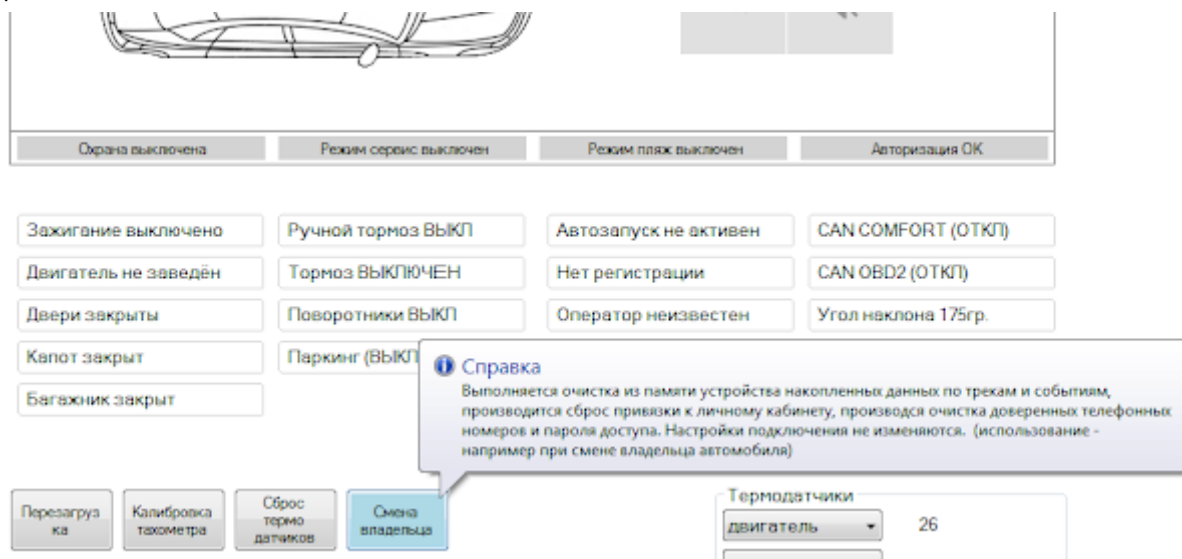 Охрана выключена
Режим сервис выключен
Режим пляж выключен
Авторизация ОК
Зажигание выключено
Ручной тормоз ВЫКЛ
Автозапуск не активен
CAN COMFORT (ОТКЛ)
Двигатель не заведён
Тормоз ВЫКЛЮЧЕН
Нет регистрации
CAN OBD2 (ОТКЛ)
Двери закрыты
Поворотники ВЫКЛ
Оператор неизвестен
Угол наклона 175гр.
Капот закрыт
Паркинг (ВЫКЛ
Багажник закрыт
Справка
Выполняется очистка из памяти устройства накопленных данных по трекам и событиям,
производится сброс привязки к личному кабинету, производся очистка доверенных телефонных
номеров и пароля доступа. Настройки подключения не изменяются. (использование -
например при смене владельца автомобиля)
Перезагруз
ка
Калибровка
тахометра
Сброс
термо
датчиков
Смена
владельца
Термодатчики
двигатель
26